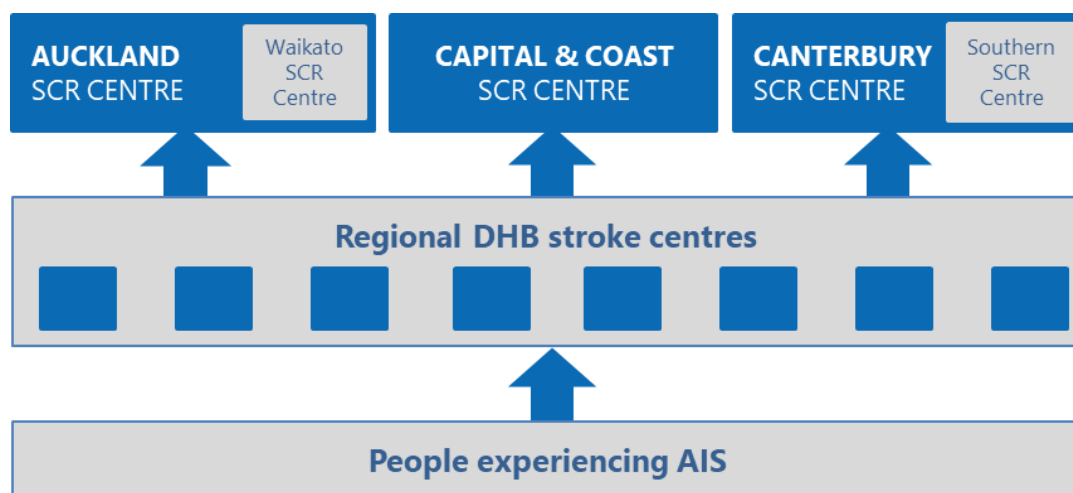 AUCKLAND
SCR CENTRE
Waikato
SCR
Centre
CAPITAL & COAST
SCR CENTRE
CANTERBURY
SCR CENTRE
Southern
SCR
Centre
Regional DHB stroke centres
People experiencing AIS